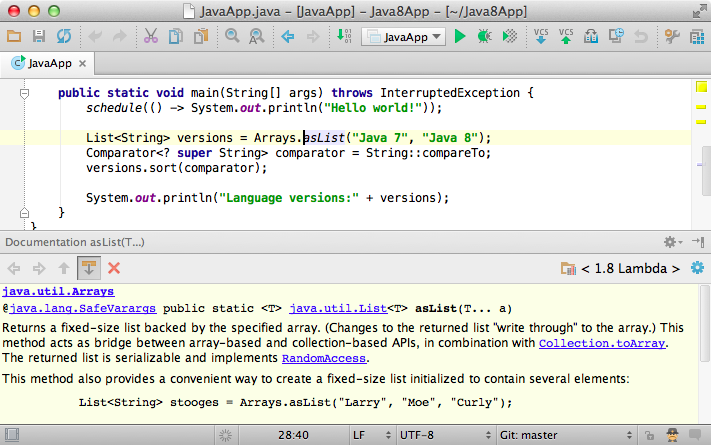 JavaApp.java – [JavaApp] – Java8App – [~/Java8App]
JavaApp
VCS VCS
JavaApp
public static void main(String[] args) throws InterruptedException {
schedule(() -> System.out.println("Hello world!"));
List<String> versions = Arrays.asList("Java 7", "Java 8");
Comparator<? super String> comparator = String::compareTo;
versions.sort(comparator);
System.out.println("Language versions:" + versions);
}
}
Documentation asList(T...)
< 1.8 Lambda >
java.util.Arrays
@java.lang.SafeVarargs public static <T> java.util.List<T> asList(T... a)
Returns a fixed-size list backed by the specified array. (Changes to the returned list "write through" to the array.) This
method acts as bridge between array-based and collection-based APIs, in combination with Collection.toArray.
The returned list is serializable and implements RandomAccess.
This method also provides a convenient way to create a fixed-size list initialized to contain several elements:
List<String> stooges = Arrays.asList("Larry", "Moe", "Curly");
28:40 LF UTF-8 Git: master